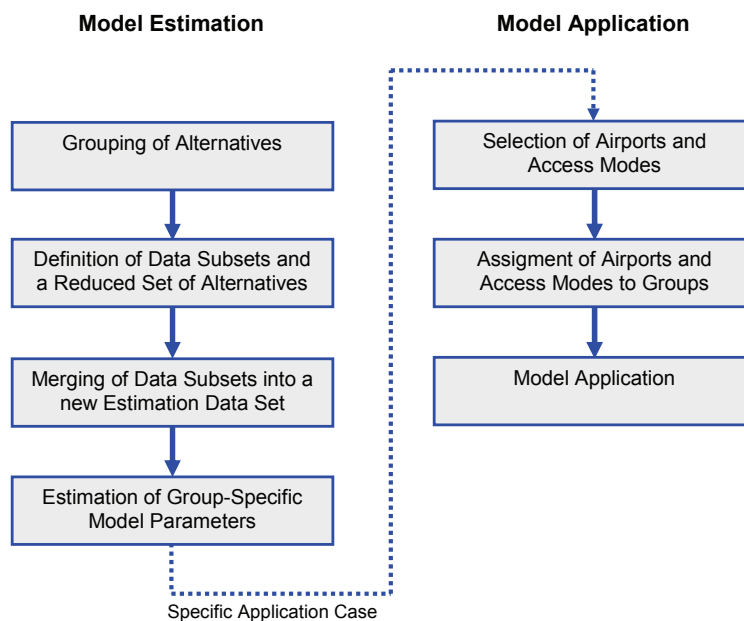 Model Estimation
Grouping of Alternatives
Definition of Data Subsets and
a Reduced Set of Alternatives
Merging of Data Subsets into a
new Estimation Data Set
Estimation of Group-Specific
Model Parameters
Specific Application Case
Model Application
Selection of Airports and
Access Modes
Assigment of Airports and
Access Modes to Groups
Model Application